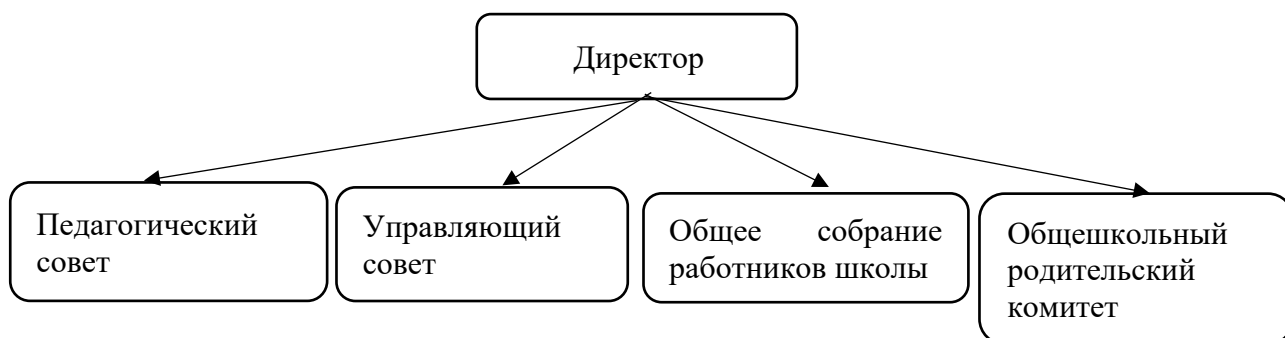 Директор
Педагогический
совет
Управляющий
совет
Общее собрание
работников школы
Общешкольный
родительский
комитет